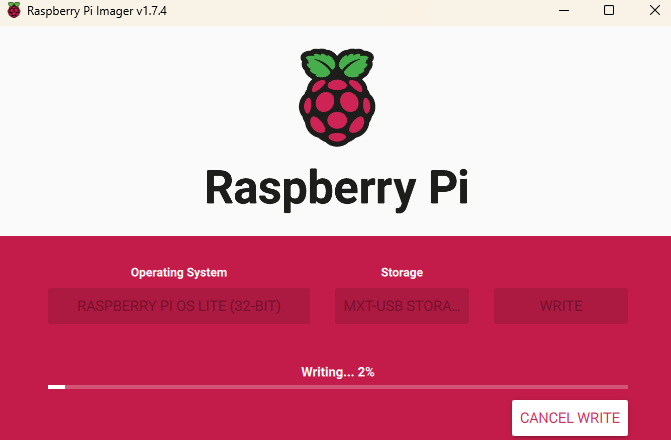 Raspberry Pi Imager v1.7.4
Raspberry Pi
Operating System
Storage
RASPBERRY PI OS LITE (32-BIT)
MXT-USB STORA...
WRITE
Writing... 2%
CANCEL WRITE